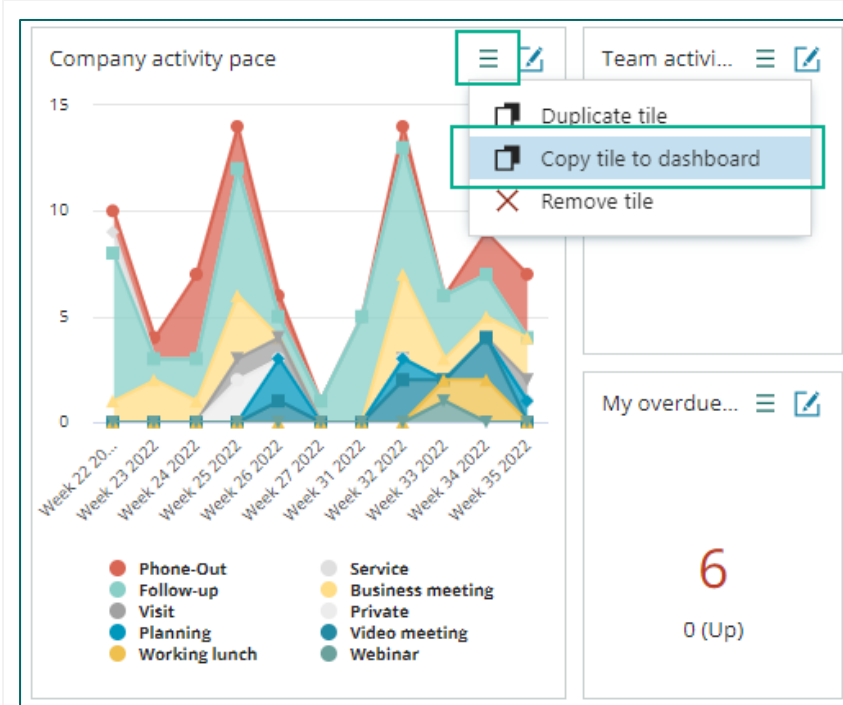 Company activity pace
Team activi...
Duplicate tile
Copy tile to dashboard
Remove tile
15
10
5
0
Week 22 20...
Week 23 2022
Week 24 2022
Week 25 2022
Week 26 2022
Week 27 2022
Week 31 2022
Week 32 2022
Week 33 2022
Week 34 2022
Week 35 2022
Phone-Out
Service
Follow-up
Business meeting
Visit
Private
Planning
Video meeting
Working lunch
Webinar
My overdue...
6
0 (Up)